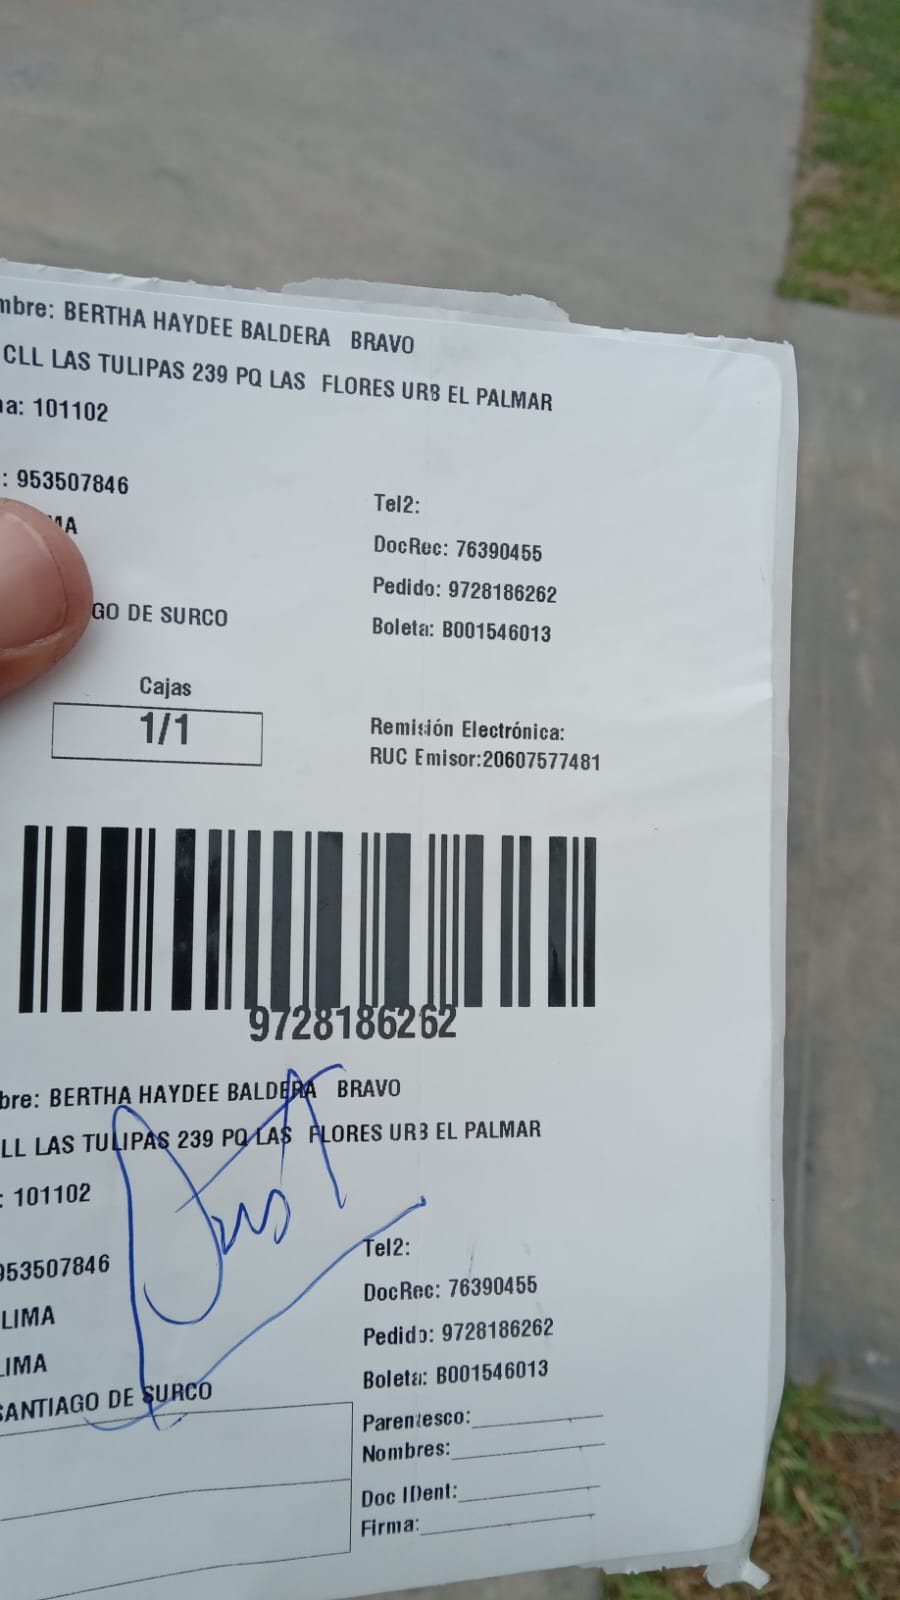 mbre: BERTHA HAYDEE BALDERA BRAVO
CLL LAS TULIPAS 239 PQ LAS FLORES URB EL PALMAR
na: 101102
: 953507846
Tel2:
MA
DocRec: 76390455
Pedido: 9728186262
GO DE SURCO
Boleta: B001546013
Cajas
1/1
Remisión Electrónica:
RUC Emisor:20607577481
9728186262
bre: BERTHA HAYDEE BALDERA BRAVO
LL LAS TULIPAS 239 PQ LAS FLORES URB EL PALMAR
: 101102
953507846
Tel2:
LIMA
DocRec: 76390455
LIMA
Pedido: 9728186262
SANTIAGO DE SURCO
Boleta: B001546013
Parentesco:
Nombres:
Doc IDent:
Firma: